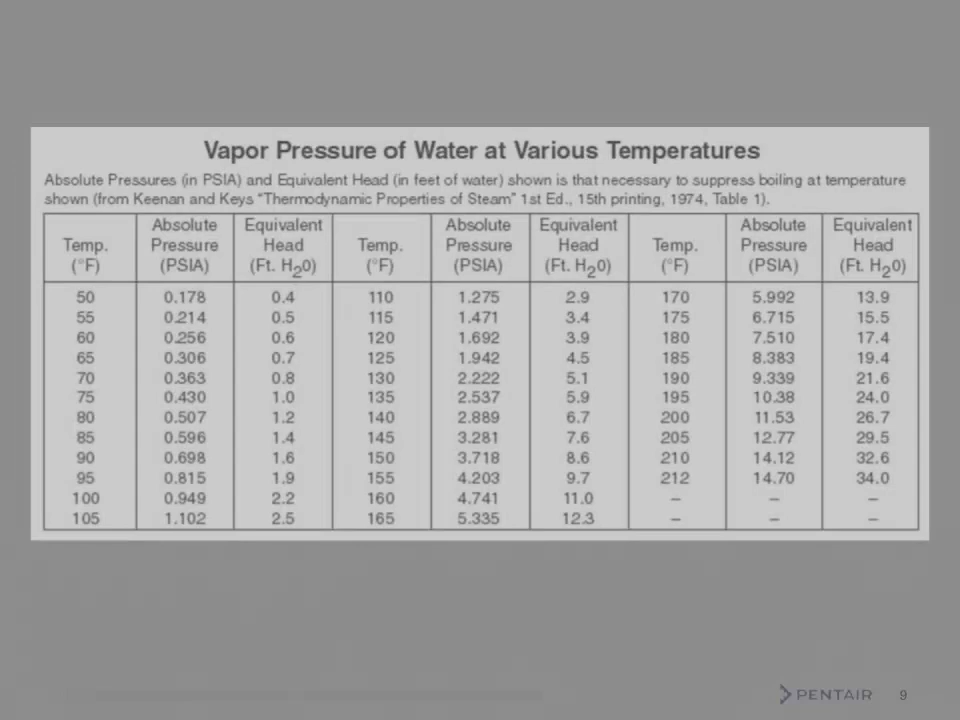 Vapor Pressure of Water at Various Temperatures
Absolute Pressures (in PSIA) and Equivalent Head (in feet of water) shown is that necessary to suppress boiling at temperature
shown (from Keenan and Keys "Thermodynamic Properties of Steam" 1st Ed., 15th printing, 1974, Table 1).
Absolute Equivalent Absolute Equivalent Absolute Equivalent
Temp. Pressure Head Temp. Pressure Head Temp. Pressure Head
(°F) (PSIA) (Ft. H20) (°F) (PSIA) (Ft. H20) (°F) (PSIA) (Ft. H20)
50 0.178 0.4 110 1.275 2.9 170 5.992 13.9
55 0.214 0.5 115 1.471 3.4 175 6.715 15.5
60 0.256 0.6 120 1.692 3.9 180 7.510 17.4
65 0.306 0.7 125 1.942 4.5 185 8.383 19.4
70 0.363 0.8 130 2.222 5.1 190 9.339 21.6
75 0.430 1.0 135 2.537 5.9 195 10.38 24.0
80 0.507 1.2 140 2.889 6.7 200 11.53 26.7
85 0.596 1.4 145 3.281 7.6 205 12.77 29.5
90 0.698 1.6 150 3.718 8.6 210 14.12 32.6
95 0.815 1.9 155 4.203 9.7 212 14.70 34.0
100 0.949 2.2 160 4.741 11.0 – – –
105 1.102 2.5 165 5.335 12.3 – – –
PENTAIR 9